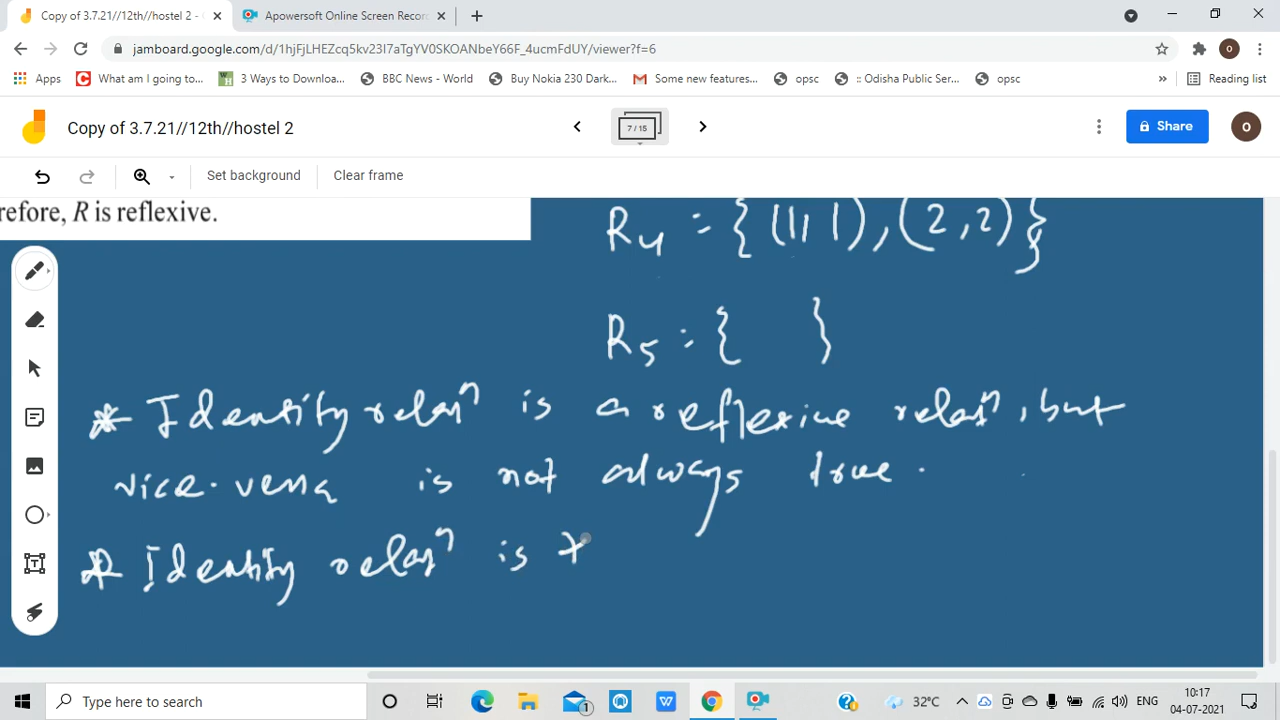 Copy of 3.7.21//12th//hostel 2 -
Apowersoft Online Screen Recor
jamboard.google.com/d/1hjFjLHEZcq5kv23I7aTgYV0SKOANbeY66F_4ucmFdUY/viewer?f=6
Apps What am I going to... 3 Ways to Downloa... BBC News - World Buy Nokia 230 Dark... Some new features... opsc :: Odisha Public Ser... opsc » Reading list
Copy of 3.7.21//12th//hostel 2
7 / 15
Share
Set background Clear frame
refore, R is reflexive.
R4 = {(1,1),(2,2)}
R5 = { }
* Identity relaⁿ is a reflexive relaⁿ, but
vice-versa is not always true.
* Identity relaⁿ is
Type here to search
32°C
ENG
10:17
04-07-2021